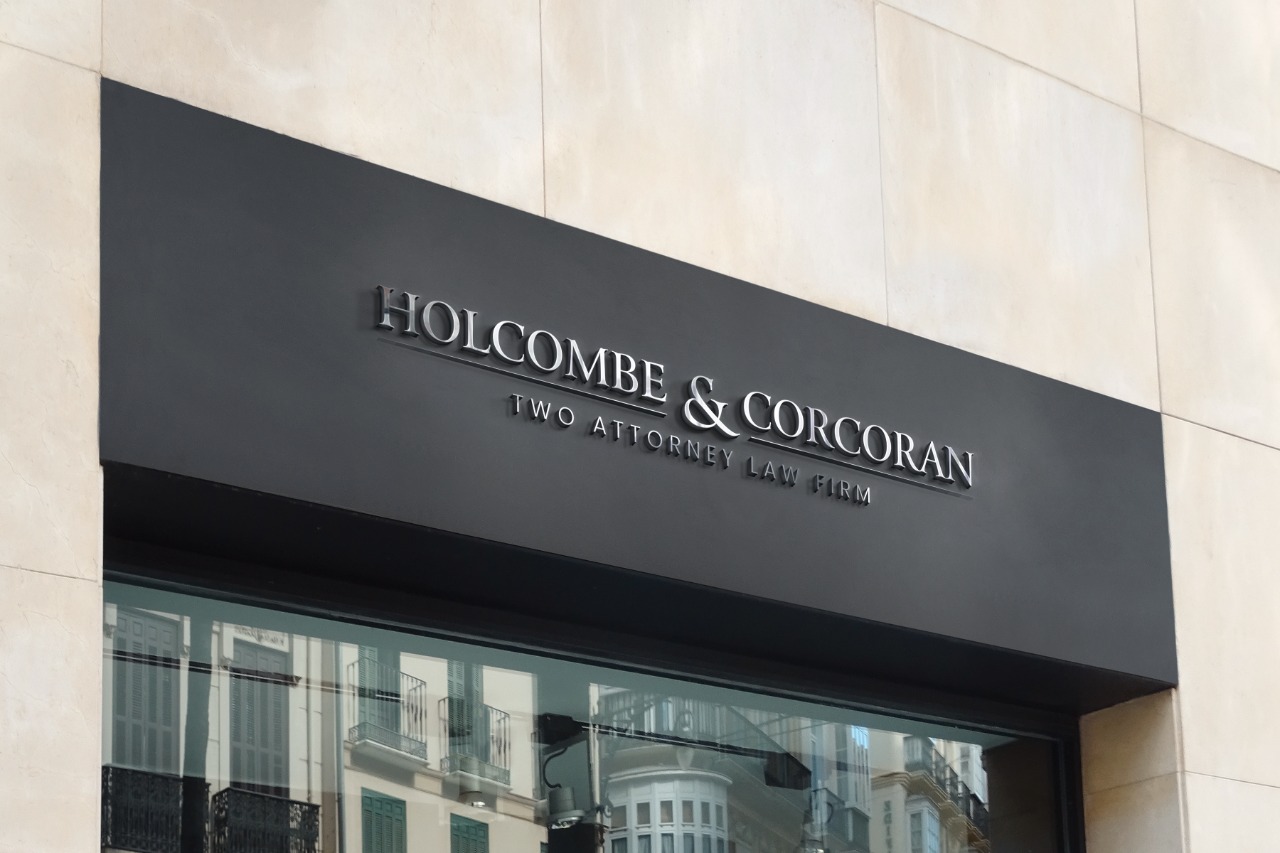 HOLCOMBE & CORCORAN
TWO ATTORNEY LAW FIRM